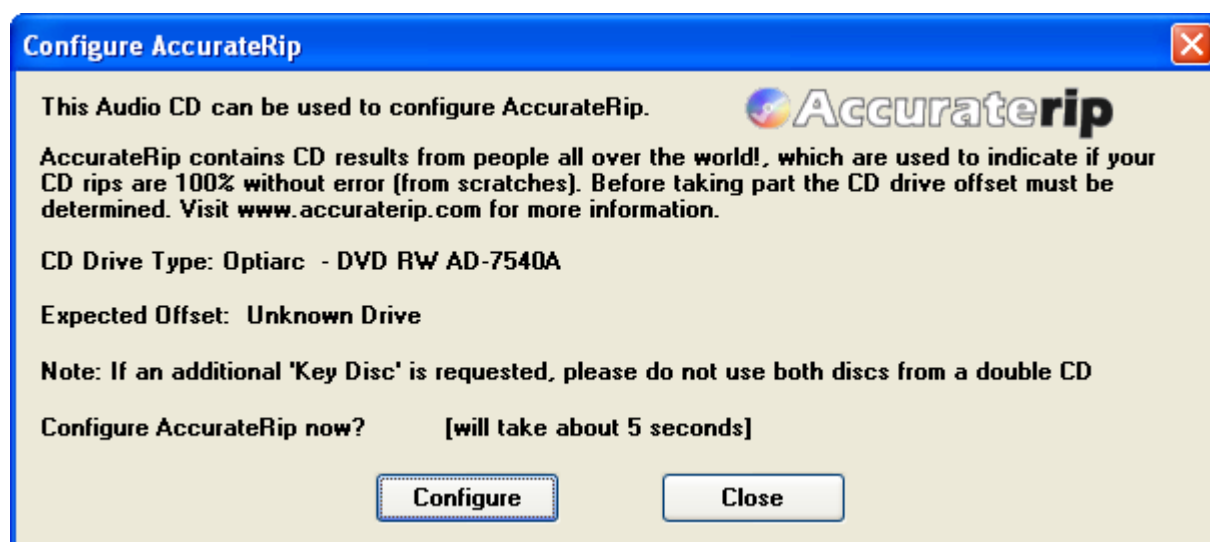 Configure AccurateRip
This Audio CD can be used to configure AccurateRip.
Accuraterip
AccurateRip contains CD results from people all over the world!, which are used to indicate if your
CD rips are 100% without error (from scratches). Before taking part the CD drive offset must be
determined. Visit www.accuraterip.com for more information.
CD Drive Type: Optiarc  - DVD RW AD-7540A
Expected Offset:  Unknown Drive
Note: If an additional 'Key Disc' is requested, please do not use both discs from a double CD
Configure AccurateRip now? [will take about 5 seconds]
Configure Close